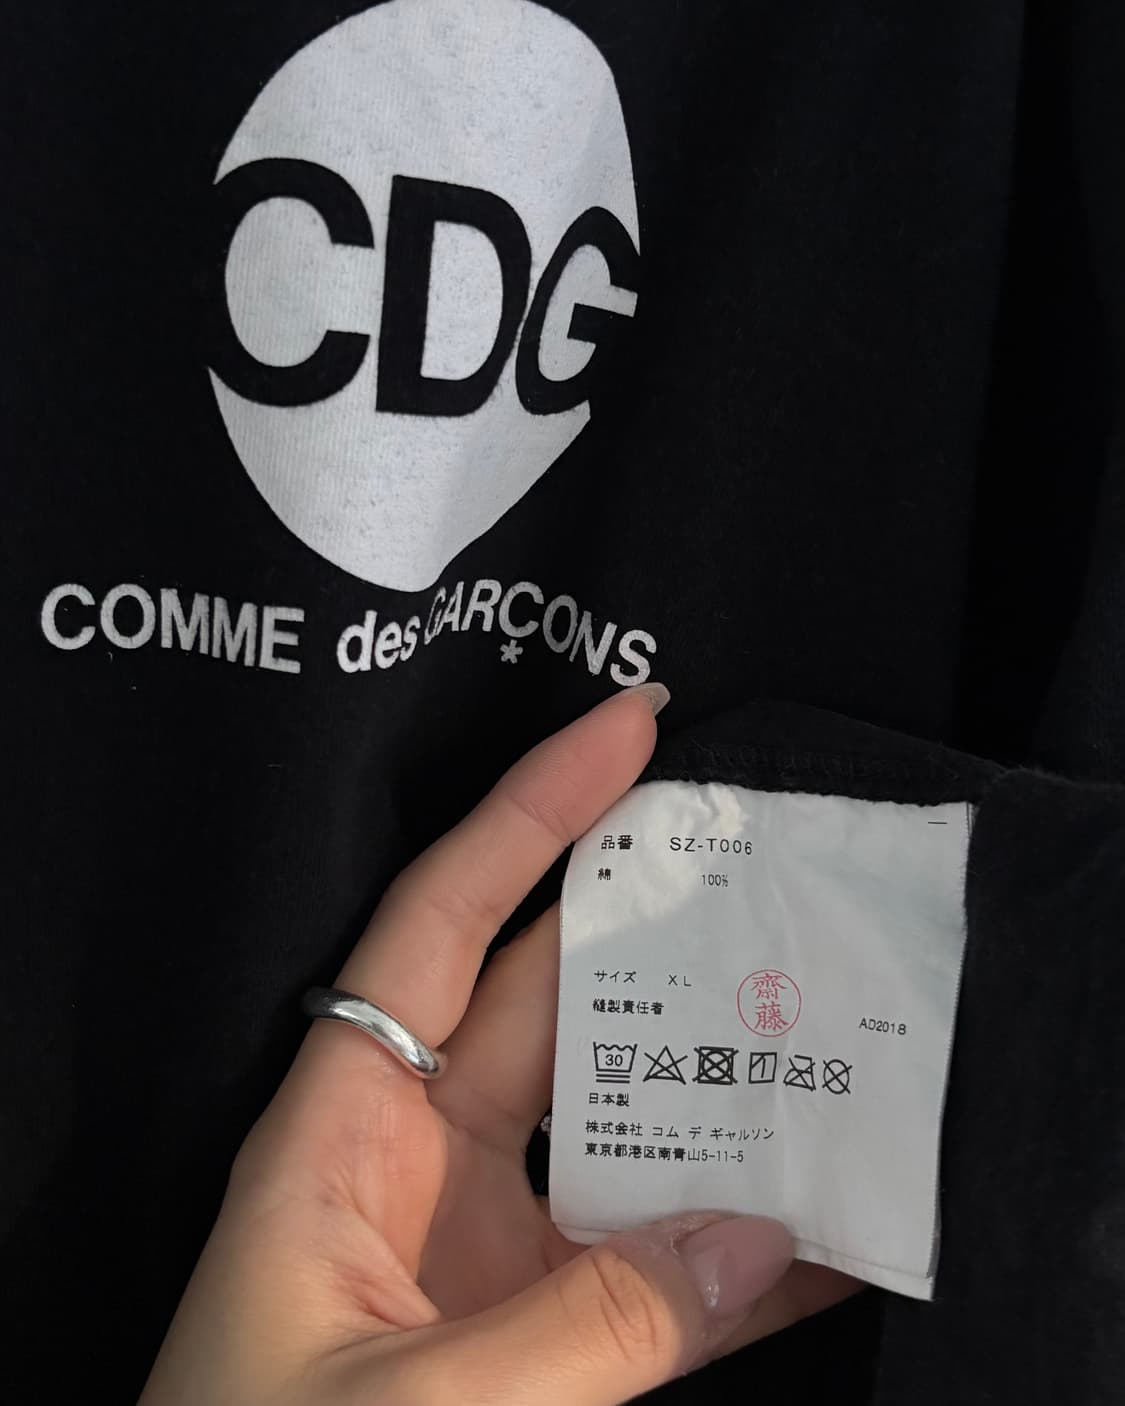 CDG
COMME des GARÇONS
*
品番 SZ-T006
綿 100%
サイズ XL
縫製責任者 齋藤 AD2018
30
日本製
株式会社 コム デ ギャルソン
東京都港区南青山5-11-5